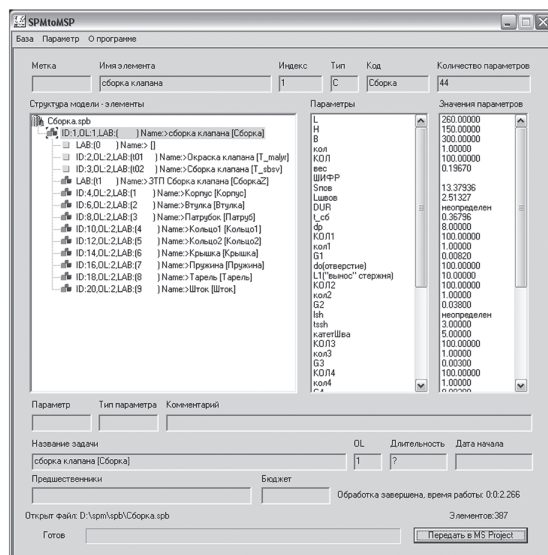 SPMtoMSP
База Параметр О программе
Метка Имя элемента Индекс Тип Код Количество параметров
сборка клапана 1 С Сборка 44
Структура модели - элементы Параметры Значения параметров
Сборка.spb
ID:1,OL:1,LAB:( ) Name:>сборка клапана [Сборка]
LAB:(0 ) Name:> []
ID:2,OL:2,LAB:(t01 ) Name:>Окраска клапана [T_malyr]
ID:3,OL:2,LAB:(t02 ) Name:>Сборка клапана [T_sbsv]
LAB:(t1 ) Name:> ЗТП Сборка клапана [СборкаZ]
ID:4,OL:2,LAB:(1 ) Name:>Корпус [Корпус]
ID:6,OL:2,LAB:(2 ) Name:>Втулка [Втулка]
ID:8,OL:2,LAB:(3 ) Name:>Патрубок [Патруб]
ID:10,OL:2,LAB:(4 ) Name:>Кольцо1 [Кольцо1]
ID:12,OL:2,LAB:(5 ) Name:>Кольцо2 [Кольцо2]
ID:14,OL:2,LAB:(6 ) Name:>Крышка [Крышка]
ID:16,OL:2,LAB:(7 ) Name:>Пружина [Пружина]
ID:18,OL:2,LAB:(8 ) Name:>Тарель [Тарель]
ID:20,OL:2,LAB:(9 ) Name:>Шток [Шток]
L 260.00000
H 150.00000
B 300.00000
кол 1.00000
КОЛ 100.00000
вес 0.19670
ШИФР
Sпов 13.37936
Lшвов 2.51327
DUR неопределен
t_сб 0.36796
dp 8.00000
КОЛ1 100.00000
кол1 1.00000
G1 0.00820
do(отверстие) 100.00000
L1("вынос" стержня) 10.00000
КОЛ2 100.00000
кол2 1.00000
G2 0.03800
lsh неопределен
tssh 3.00000
катетШва 5.00000
КОЛ3 100.00000
кол3 1.00000
G3 0.00300
КОЛ4 100.00000
кол4 1.00000
Параметр Тип параметра Комментарий
Название задачи OL Длительность Дата начала
сборка клапана [Сборка] 1 ?
Предшественники Бюджет
Обработка завершена, время работы: 0:0:2.266
Открыт файл: D:\spm\spb\Сборка.spb Элементов:387
Готов Передать в MS Project